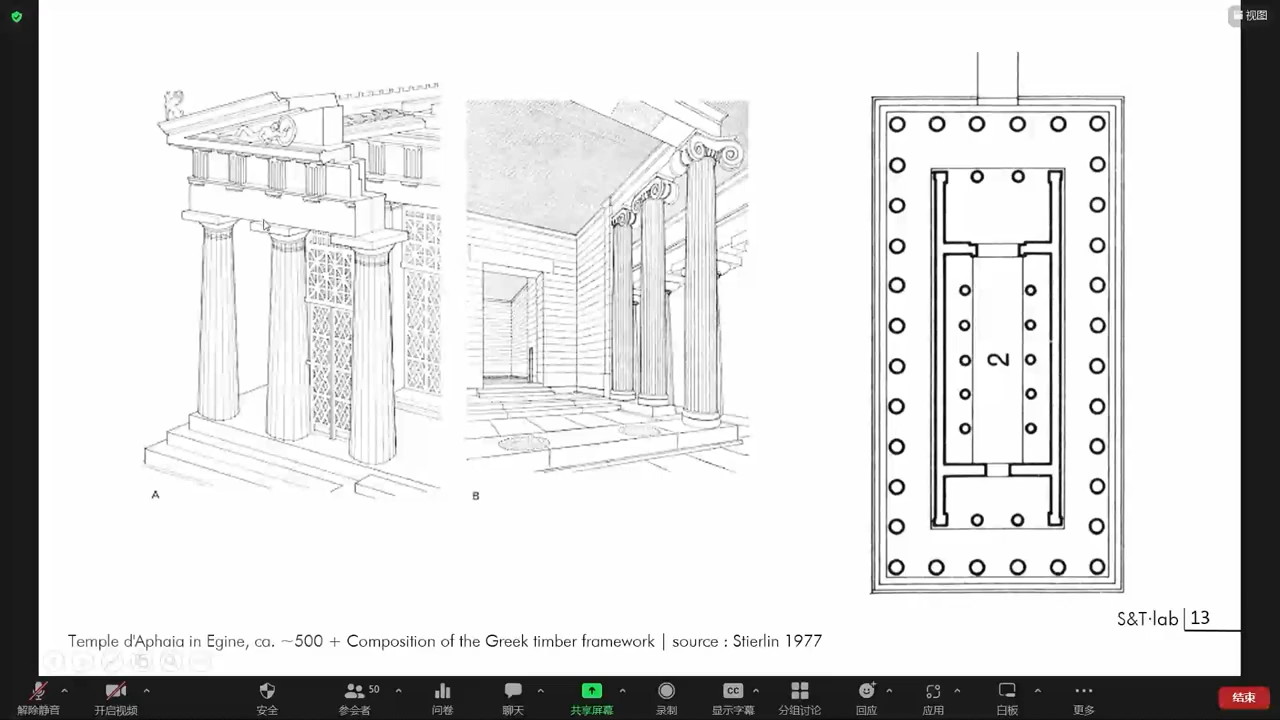 视图
2
A
B
S&T·lab 13
Temple d'Aphaia in Egine, ca. ~500 + Composition of the Greek timber framework | source : Stierlin 1977
50
CC
解除静音
开启视频
安全
参会者
问卷
聊天
共享屏幕
录制
显示字幕
分组讨论
回应
应用
白板
更多
结束